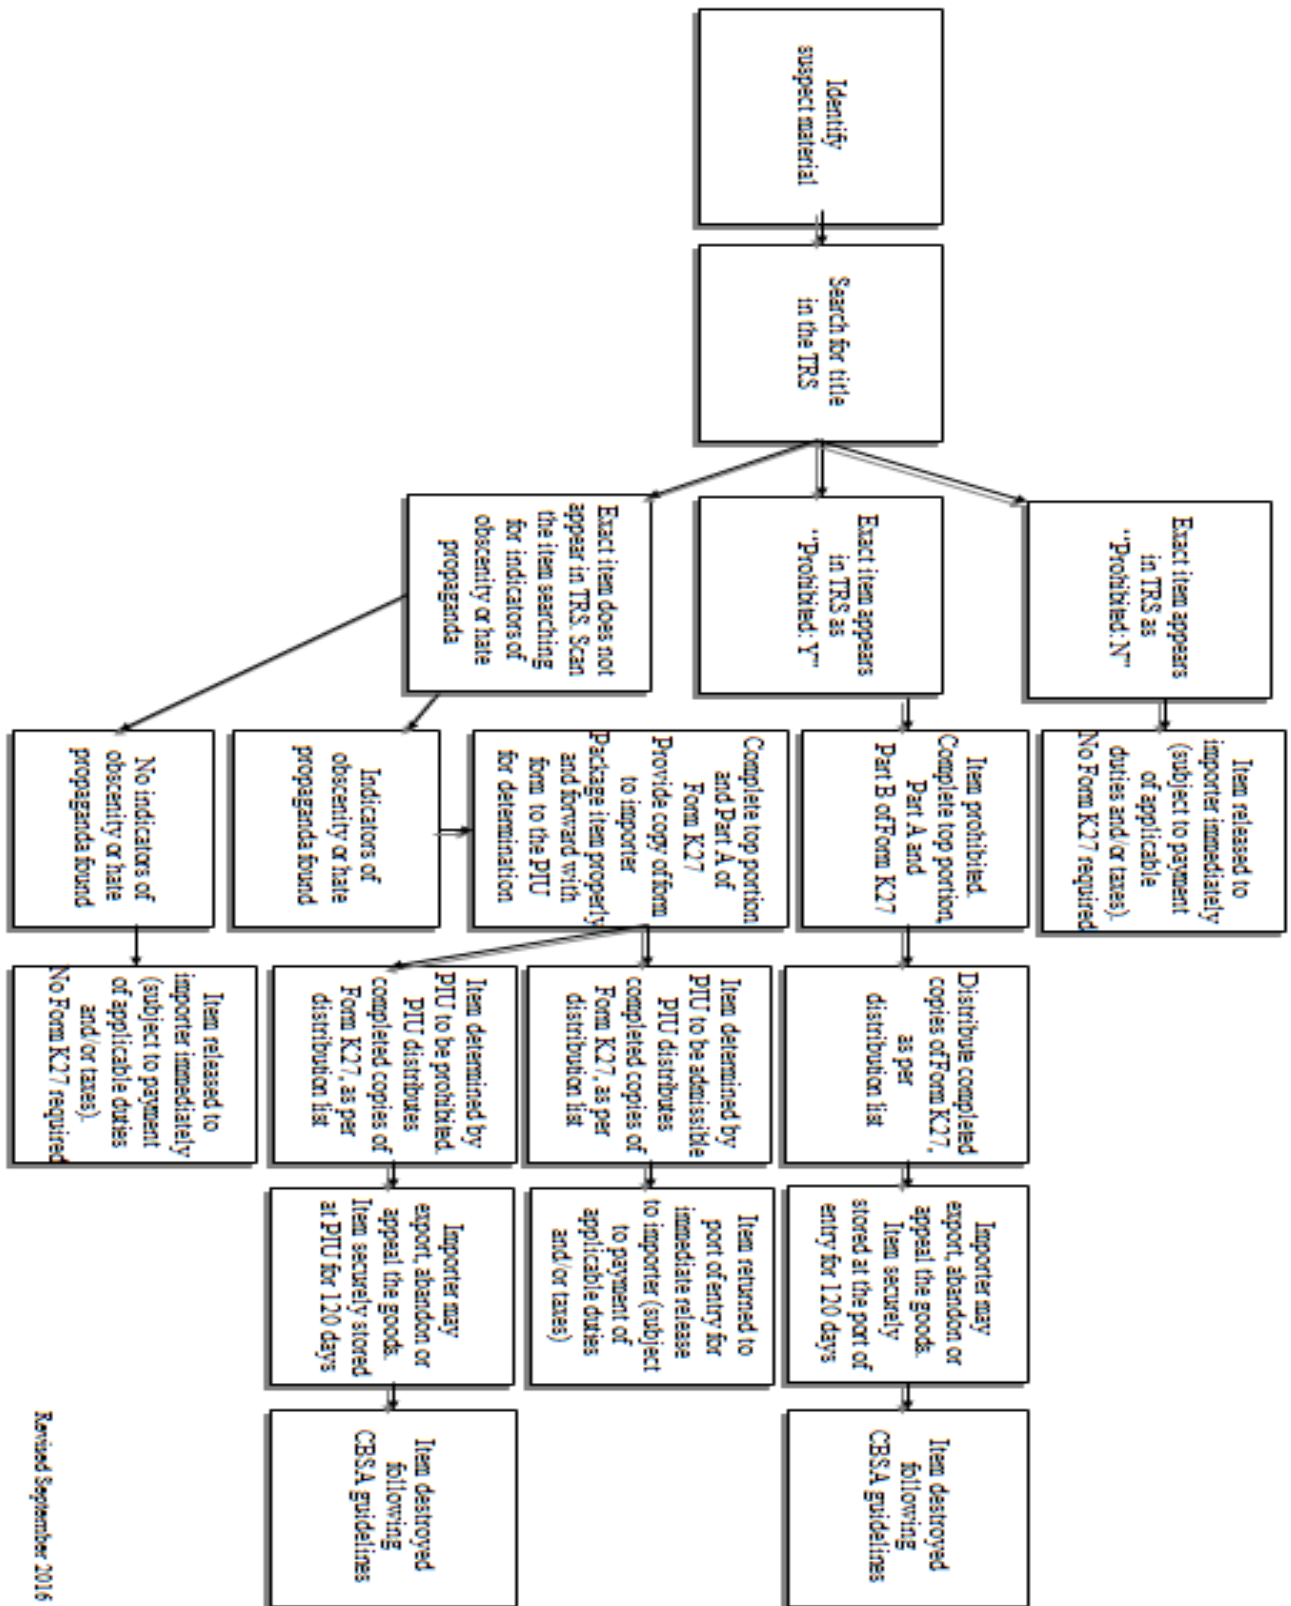 Identify
suspect material
Search for title
in the TRS
Exact item appears
in TRS as
"Prohibited: N"
Exact item appears
in TRS as
"Prohibited: Y"
Exact item does not
appear in TRS. Scan
the item searching
for indicators of
obscenity or hate
propaganda
Item released to
importer immediately
(subject to payment
of applicable
duties and/or taxes).
No Form K27 required
Item prohibited.
Complete top portion,
Part A and
Part B of Form K27
Complete top portion
and Part A of
Form K27
Provide copy of form
to importer
Package item properly
and forward with
form to the PIU
for determination
Indicators of
obscenity or hate
propaganda found
No indicators of
obscenity or hate
propaganda found
Distribute completed
copies of Form K27,
as per
distribution list
Item determined by
PIU to be admissible
PIU distributes
completed copies of
Form K27, as per
distribution list
Item determined by
PIU to be prohibited.
PIU distributes
completed copies of
Form K27, as per
distribution list
Item released to
importer immediately
(subject to payment
of applicable duties
and/or taxes).
No Form K27 required
Importer may
export, abandon or
appeal the goods.
Item securely
stored at the port of
entry for 120 days
Item returned to
port of entry for
immediate release
to importer (subject
to payment of
applicable duties
and/or taxes)
Importer may
export, abandon or
appeal the goods.
Item securely stored
at PIU for 120 days
Item destroyed
following
CBSA guidelines
Item destroyed
following
CBSA guidelines
Revised September 2016